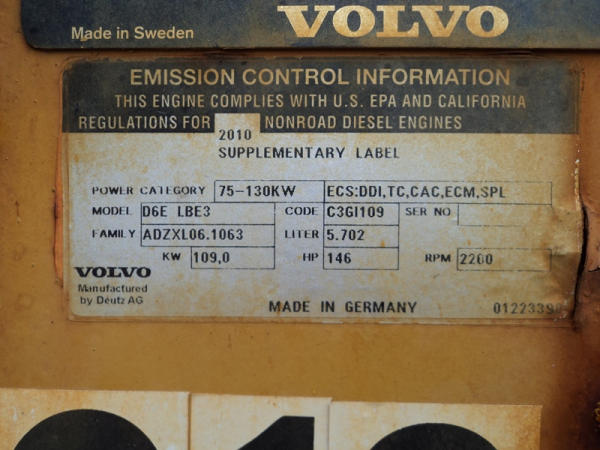 Made in Sweden
VOLVO
EMISSION CONTROL INFORMATION
THIS ENGINE COMPLIES WITH U.S. EPA AND CALIFORNIA
REGULATIONS FOR 2010 NONROAD DIESEL ENGINES
SUPPLEMENTARY LABEL
POWER CATEGORY 75-130KW ECS:DDI,TC,CAC,ECM,SPL
MODEL D6E LBE3 CODE C3GI109 SER NO
FAMILY ADZXL06.1063 LITER 5.702
KW 109,0 HP 146 RPM 2200
VOLVO
Manufactured
by Deutz AG
MADE IN GERMANY